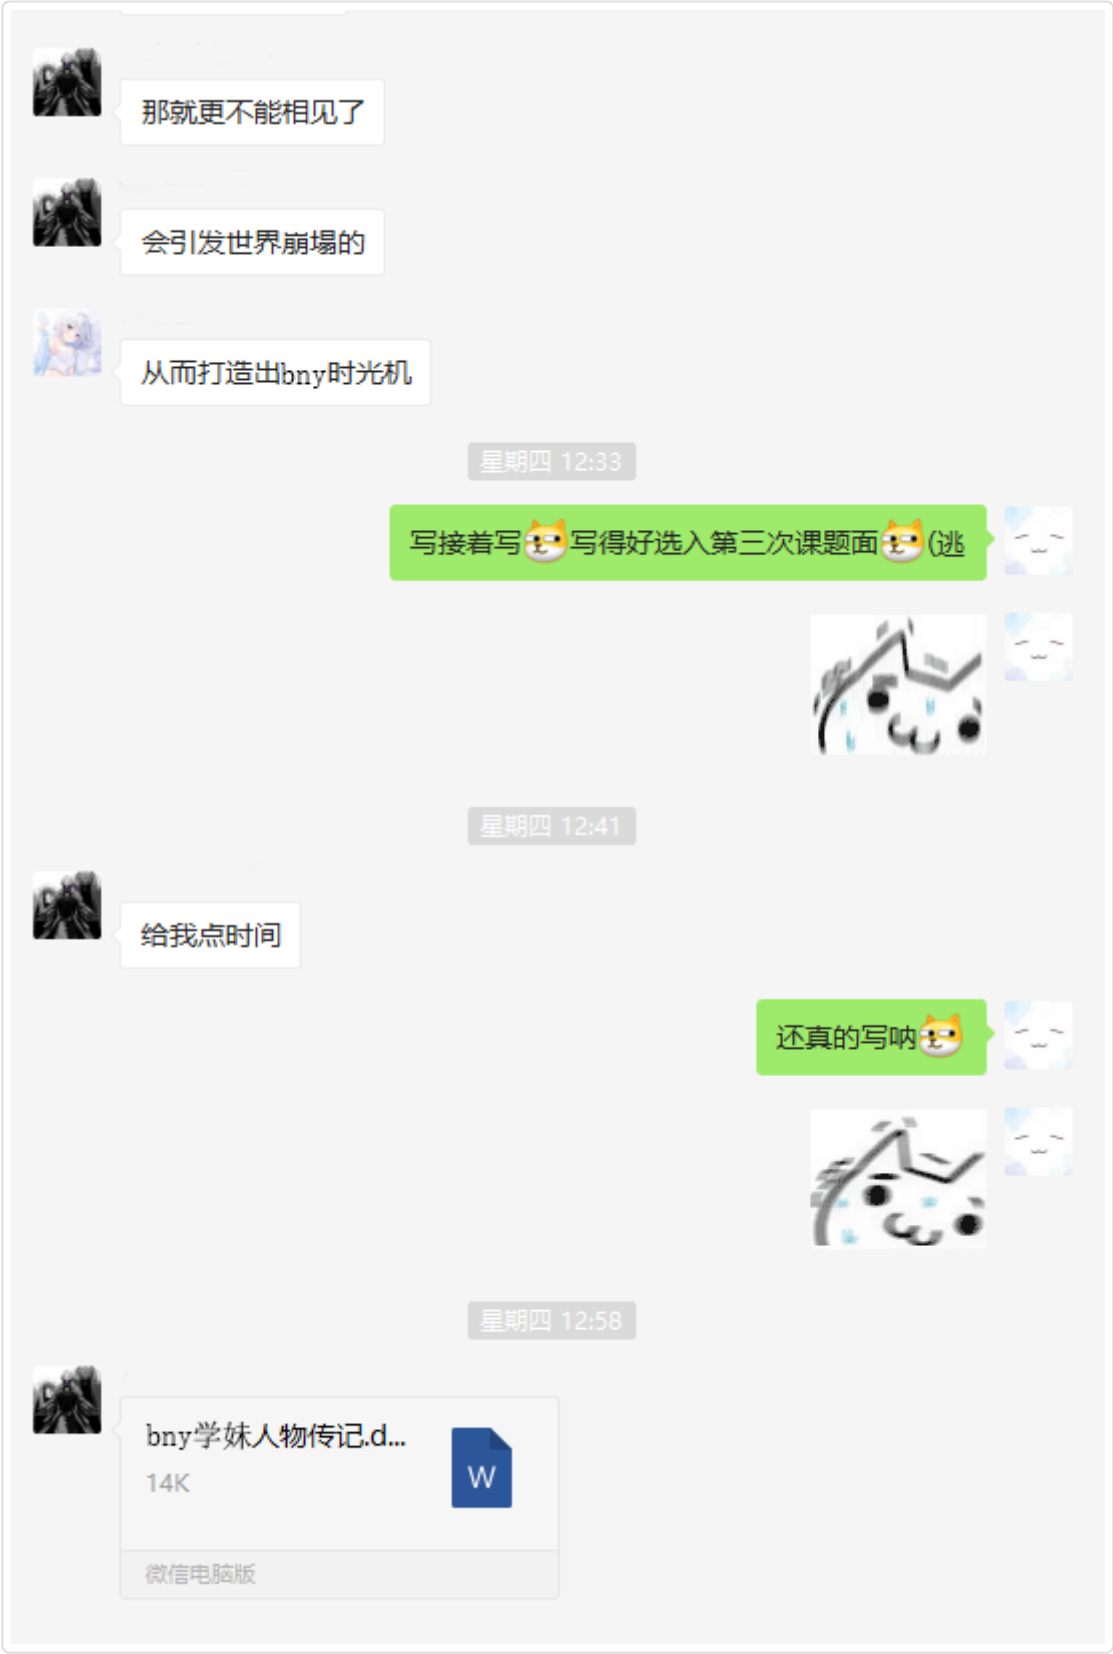 那就更不能相见了
会引发世界崩塌的
从而打造出bny时光机
星期四 12:33
写接着写写得好选入第三次课题面(逃
星期四 12:41
给我点时间
还真的写呐
星期四 12:58
bny学妹人物传记.d...
14K
W
微信电脑版